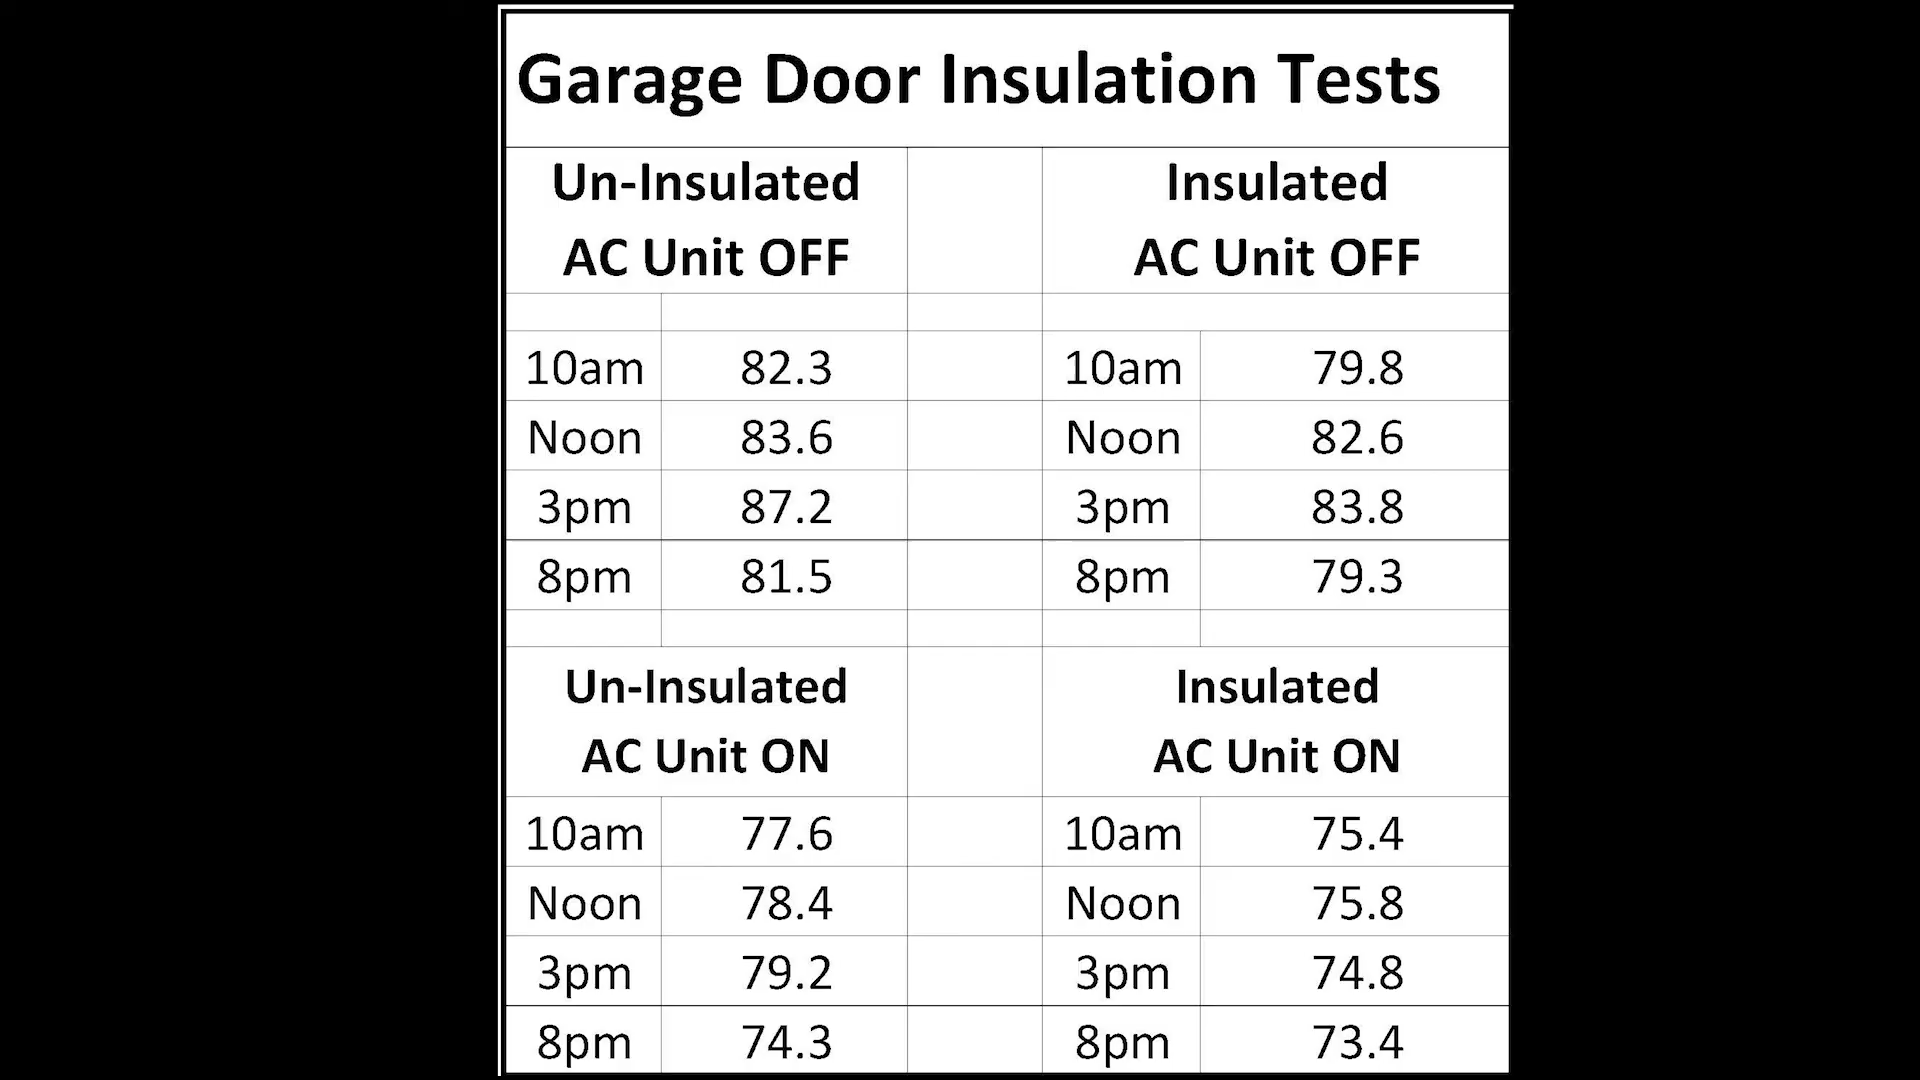 Garage Door Insulation Tests
Un-Insulated Insulated
AC Unit OFF AC Unit OFF
10am 82.3 10am 79.8
Noon 83.6 Noon 82.6
3pm 87.2 3pm 83.8
8pm 81.5 8pm 79.3
Un-Insulated Insulated
AC Unit ON AC Unit ON
10am 77.6 10am 75.4
Noon 78.4 Noon 75.8
3pm 79.2 3pm 74.8
8pm 74.3 8pm 73.4